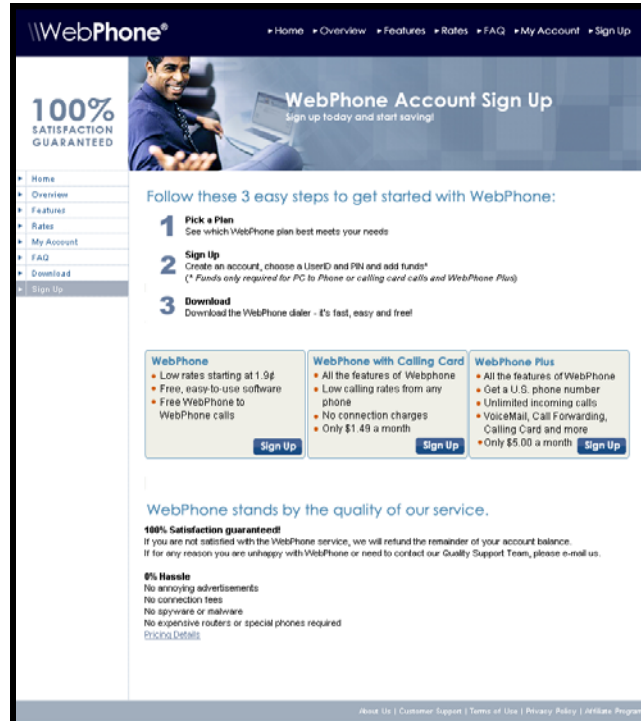 \\WebPhone®
Home Overview Features Rates FAQ My Account Sign Up
100%
SATISFACTION
GUARANTEED
WebPhone Account Sign Up
Sign up today and start saving!
Home
Overview
Features
Rates
My Account
FAQ
Download
Sign Up
Follow these 3 easy steps to get started with WebPhone:
1 Pick a Plan
See which WebPhone plan best meets your needs
2 Sign Up
Create an account, choose a UserID and PIN and add funds*
(* Funds only required for PC to Phone or calling card calls and WebPhone Plus)
3 Download
Download the WebPhone dialer - it's fast, easy and free!
WebPhone
• Low rates starting at 1.9¢
• Free, easy-to-use software
• Free WebPhone to
WebPhone calls
Sign Up
WebPhone with Calling Card
• All the features of Webphone
• Low calling rates from any
phone
• No connection charges
• Only $1.49 a month
Sign Up
WebPhone Plus
• All the features of WebPhone
• Get a U.S. phone number
• Unlimited incoming calls
• VoiceMail, Call Forwarding,
Calling Card and more
• Only $5.00 a month
Sign Up
WebPhone stands by the quality of our service.
100% Satisfaction guaranteed!
If you are not satisfied with the WebPhone service, we will refund the remainder of your account balance.
If for any reason you are unhappy with WebPhone or need to contact our Quality Support Team, please e-mail us.
0% Hassle
No annoying advertisements
No connection fees
No spyware or malware
No expensive routers or special phones required
Pricing Details
About Us | Customer Support | Terms of Use | Privacy Policy | Affiliate Program